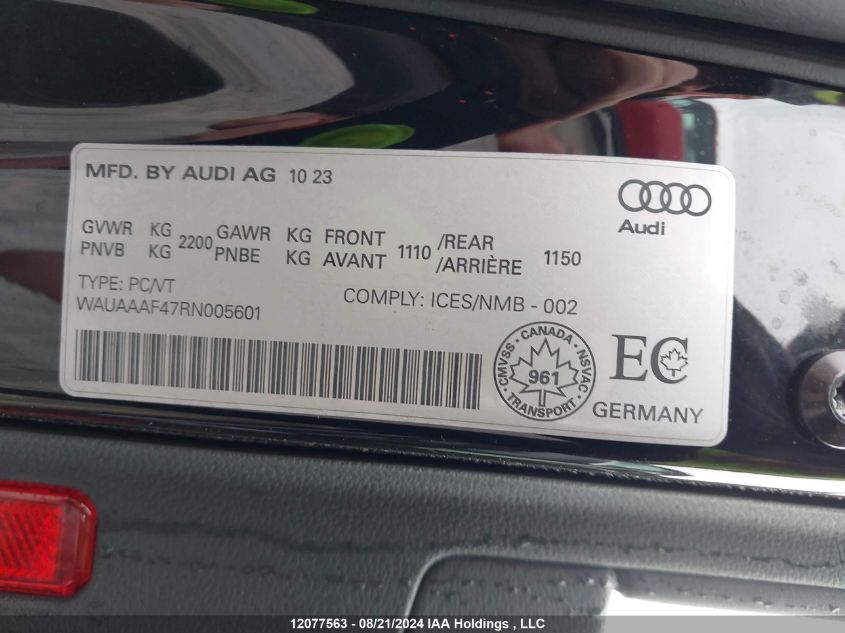 MFD. BY AUDI AG 10 23
Audi
GVWR KG 2200 GAWR KG FRONT 1110 /REAR 1150
PNVB KG PNBE KG AVANT /ARRIÈRE
TYPE: PC/VT
COMPLY: ICES/NMB - 002
WAUAAAF47RN005601
CMVSS · CANADA · NSVAC · TRANSPORT ·
961
EC
GERMANY
12077563 - 08/21/2024 IAA Holdings , LLC